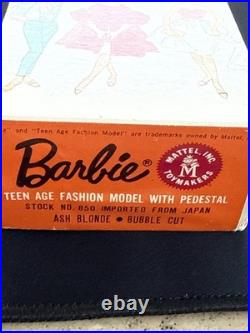 e" and "Teen Age Fashion Model" are trademarks owned by Mattel,
Barbie®
MATTEL, INC.
M
TOYMAKERS
TEEN AGE FASHION MODEL WITH PEDESTAL
STOCK NO. 850 IMPORTED FROM JAPAN
ASH BLONDE • BUBBLE CUT